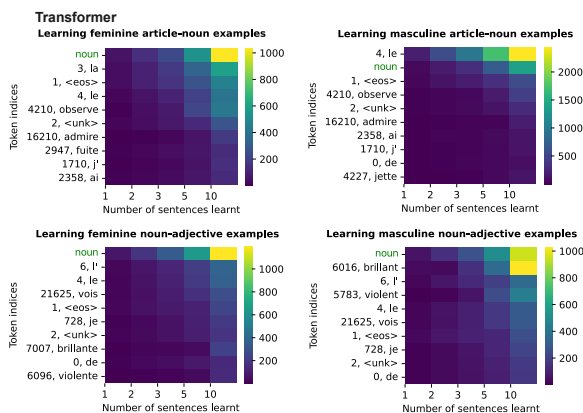 Transformer
Learning feminine article-noun examples
Token indices
noun
3, la
1, <eos>
4, le
4210, observe
2, <unk>
16210, admire
2947, fuite
1710, j'
2358, ai
1 2 3 5 10
Number of sentences learnt
1000
800
600
400
200
Learning masculine article-noun examples
Token indices
4, le
noun
1, <eos>
4210, observe
2, <unk>
16210, admire
2358, ai
1710, j'
0, de
4227, jette
1 2 3 5 10
Number of sentences learnt
2000
1500
1000
500
Learning feminine noun-adjective examples
Token indices
noun
6, l'
4, le
21625, vois
1, <eos>
728, je
2, <unk>
7007, brillante
0, de
6096, violente
1 2 3 5 10
Number of sentences learnt
1000
800
600
400
200
Learning masculine noun-adjective examples
Token indices
noun
6016, brillant
6, l'
5783, violent
4, le
21625, vois
1, <eos>
728, je
2, <unk>
0, de
1 2 3 5 10
Number of sentences learnt
1000
800
600
400
200